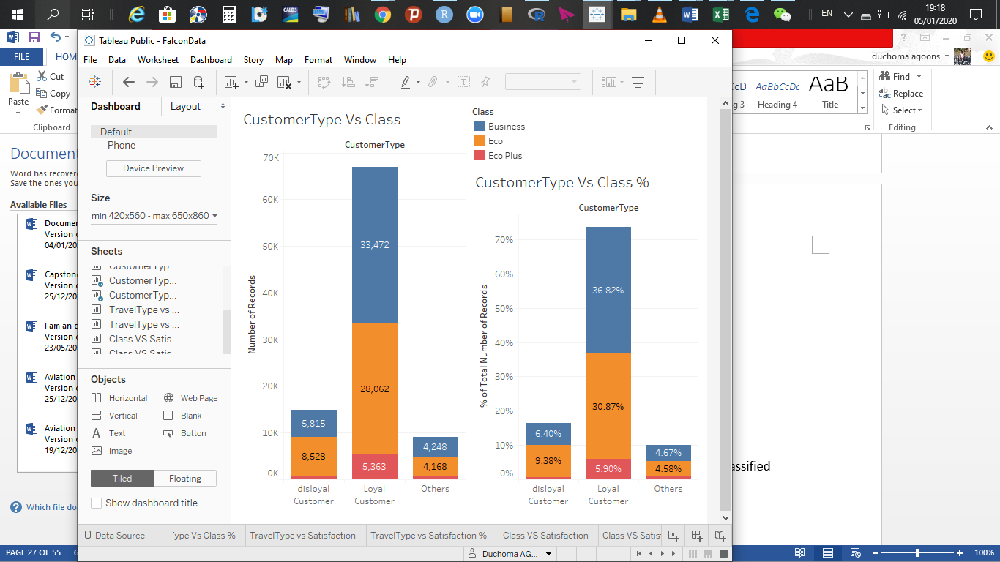 EN
19:18
05/01/2020
Tableau Public - FalconData
FILE
HOM
duchoma agoons
File Data Worksheet Dashboard Story Map Format Window Help
Cut
Copy
Format
Paste
Clipboard
CcD AaBbCcDc AaBl
g 3 Heading 4 Title
Find
Replace
Select
Editing
Document
Word has recovere
Save the ones you
Available Files
Documen
Version
04/01/20
Capston
Version
25/12/20
I am an
Version
23/05/20
Aviation_
Version
25/12/20
Aviation_
Version
19/12/20
Which file do
Dashboard
Layout
Default
Phone
Device Preview
Size
min 420x560 - max 650x860
Sheets
CustomerTyp...
CustomerTyp...
CustomerTyp...
TravelType vs ...
TravelType vs ...
Class VS Satis...
Class VS Satis
Objects
Horizontal
Web Page
Vertical
Blank
Text
Button
Image
Tiled
Floating
Show dashboard title
CustomerType Vs Class
CustomerType
Number of Records
70K
60K
50K
40K
30K
20K
10K
0K
5,815
8,528
33,472
28,062
5,363
4,248
4,168
disloyal
Customer
Loyal
Customer
Others
Class
Business
Eco
Eco Plus
CustomerType Vs Class %
CustomerType
% of Total Number of Records
70%
60%
50%
40%
30%
20%
10%
0%
6.40%
9.38%
36.82%
30.87%
5.90%
4.67%
4.58%
disloyal
Customer
Loyal
Customer
Others
assified
Data Source
Type Vs Class %
TravelType vs Satisfaction
TravelType vs Satisfaction %
Class VS Satisfaction
Class VS Satis
Duchoma AG...
PAGE 27 OF 55
100%